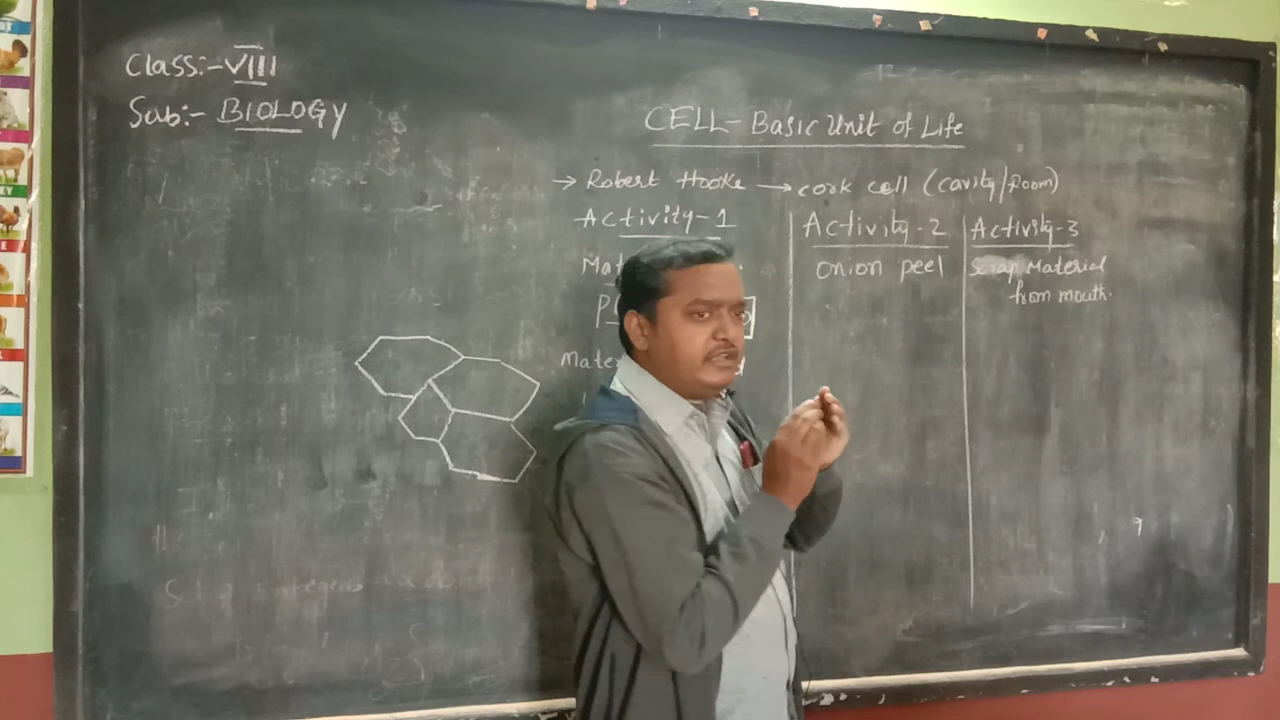 Class:- VIII
Sub:- BIOLOGY
CELL - Basic Unit of Life
→ Robert Hooke → cork cell (cavity/Room)
Activity-1
Activity-2
onion peel
Activity-3
Scrap Material
from mouth.